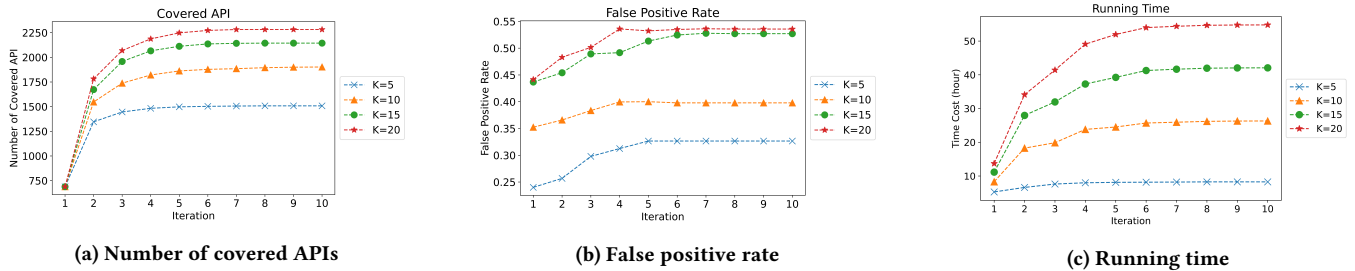 Covered API
Number of Covered API
2250
2000
1750
1500
1250
1000
750
1 2 3 4 5 6 7 8 9 10
Iteration
K=5
K=10
K=15
K=20
(a) Number of covered APIs
False Positive Rate
False Positive Rate
0.55
0.50
0.45
0.40
0.35
0.30
0.25
1 2 3 4 5 6 7 8 9 10
Iteration
K=5
K=10
K=15
K=20
(b) False positive rate
Running Time
Time Cost (hour)
50
40
30
20
10
1 2 3 4 5 6 7 8 9 10
Iteration
K=5
K=10
K=15
K=20
(c) Running time